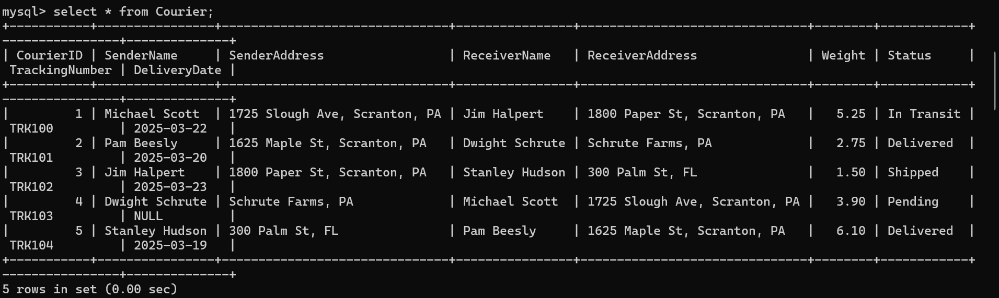 mysql> select * from Courier;
+-----------+----------------+-------------------------------+----------------+-------------------------------+--------+------------+
----------------+--------------+
| CourierID | SenderName     | SenderAddress                 | ReceiverName   | ReceiverAddress               | Weight | Status     |
 TrackingNumber | DeliveryDate |
+-----------+----------------+-------------------------------+----------------+-------------------------------+--------+------------+
----------------+--------------+
|         1 | Michael Scott  | 1725 Slough Ave, Scranton, PA | Jim Halpert    | 1800 Paper St, Scranton, PA   |   5.25 | In Transit |
 TRK100         | 2025-03-22   |
|         2 | Pam Beesly     | 1625 Maple St, Scranton, PA   | Dwight Schrute | Schrute Farms, PA             |   2.75 | Delivered  |
 TRK101         | 2025-03-20   |
|         3 | Jim Halpert    | 1800 Paper St, Scranton, PA   | Stanley Hudson | 300 Palm St, FL               |   1.50 | Shipped    |
 TRK102         | 2025-03-23   |
|         4 | Dwight Schrute | Schrute Farms, PA             | Michael Scott  | 1725 Slough Ave, Scranton, PA |   3.90 | Pending    |
 TRK103         | NULL         |
|         5 | Stanley Hudson | 300 Palm St, FL               | Pam Beesly     | 1625 Maple St, Scranton, PA   |   6.10 | Delivered  |
 TRK104         | 2025-03-19   |
+-----------+----------------+-------------------------------+----------------+-------------------------------+--------+------------+
----------------+--------------+
5 rows in set (0.00 sec)